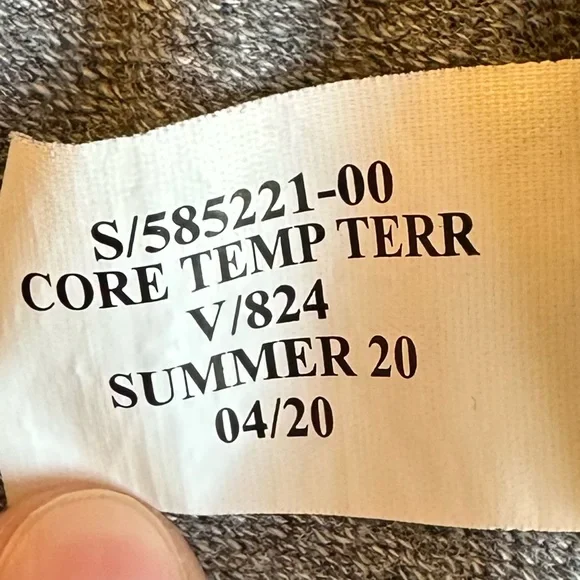 S/585221-00
CORE TEMP TERR
V/824
SUMMER 20
04/20